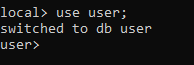 local> use user;
switched to db user
user>